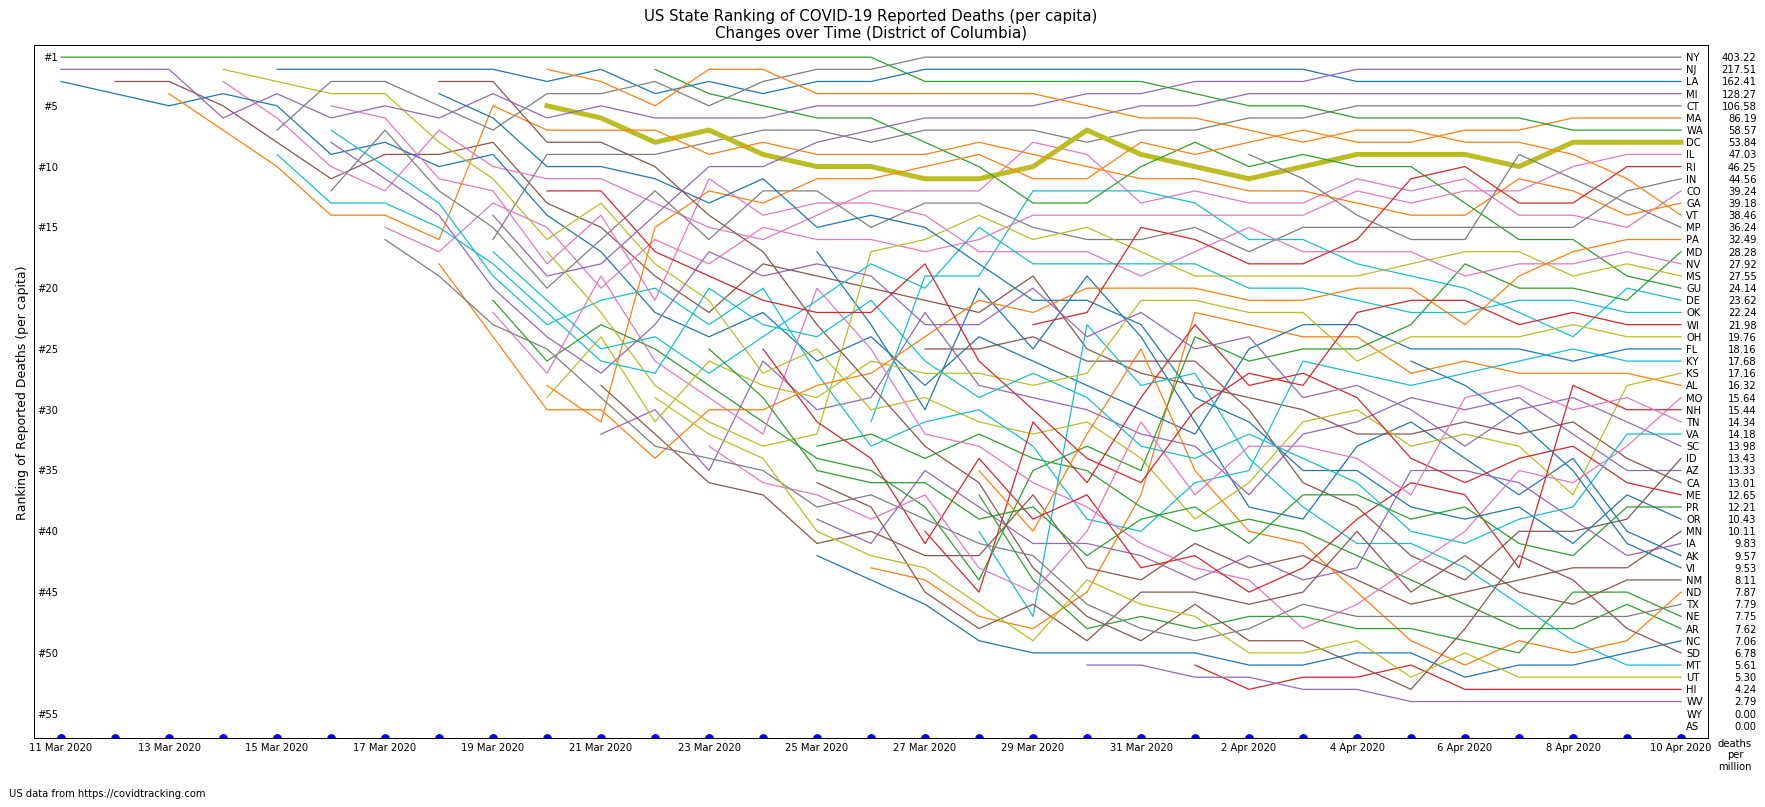 US State Ranking of COVID-19 Reported Deaths (per capita)
Changes over Time (District of Columbia)
Ranking of Reported Deaths (per capita)
#1
#5
#10
#15
#20
#25
#30
#35
#40
#45
#50
#55
NY 403.22
NJ 217.51
LA 162.41
MI 128.27
CT 106.58
MA 86.19
WA 58.57
DC 53.84
IL 47.03
RI 46.25
IN 44.56
CO 39.24
GA 39.18
VT 38.46
MP 36.24
PA 32.49
MD 28.28
NV 27.92
MS 27.55
GU 24.14
DE 23.62
OK 22.24
WI 21.98
OH 19.76
FL 18.16
KY 17.68
KS 17.16
AL 16.32
MO 15.64
NH 15.44
TN 14.34
VA 14.18
SC 13.98
ID 13.43
AZ 13.33
CA 13.01
ME 12.65
PR 12.21
OR 10.43
MN 10.11
IA 9.83
AK 9.57
VI 9.53
NM 8.11
ND 7.87
TX 7.79
NE 7.75
AR 7.62
NC 7.06
SD 6.78
MT 5.61
UT 5.30
HI 4.24
WV 2.79
WY 0.00
AS 0.00
11 Mar 2020 13 Mar 2020 15 Mar 2020 17 Mar 2020 19 Mar 2020 21 Mar 2020 23 Mar 2020 25 Mar 2020 27 Mar 2020 29 Mar 2020 31 Mar 2020 2 Apr 2020 4 Apr 2020 6 Apr 2020 8 Apr 2020 10 Apr 2020
deaths
per
million
US data from https://covidtracking.com